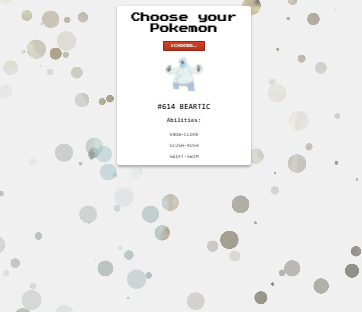 Choose your
Pokemon
#614 BEARTIC
Abilities:
SNOW-CLOAK
SLUSH-RUSH
SWIFT-SWIM